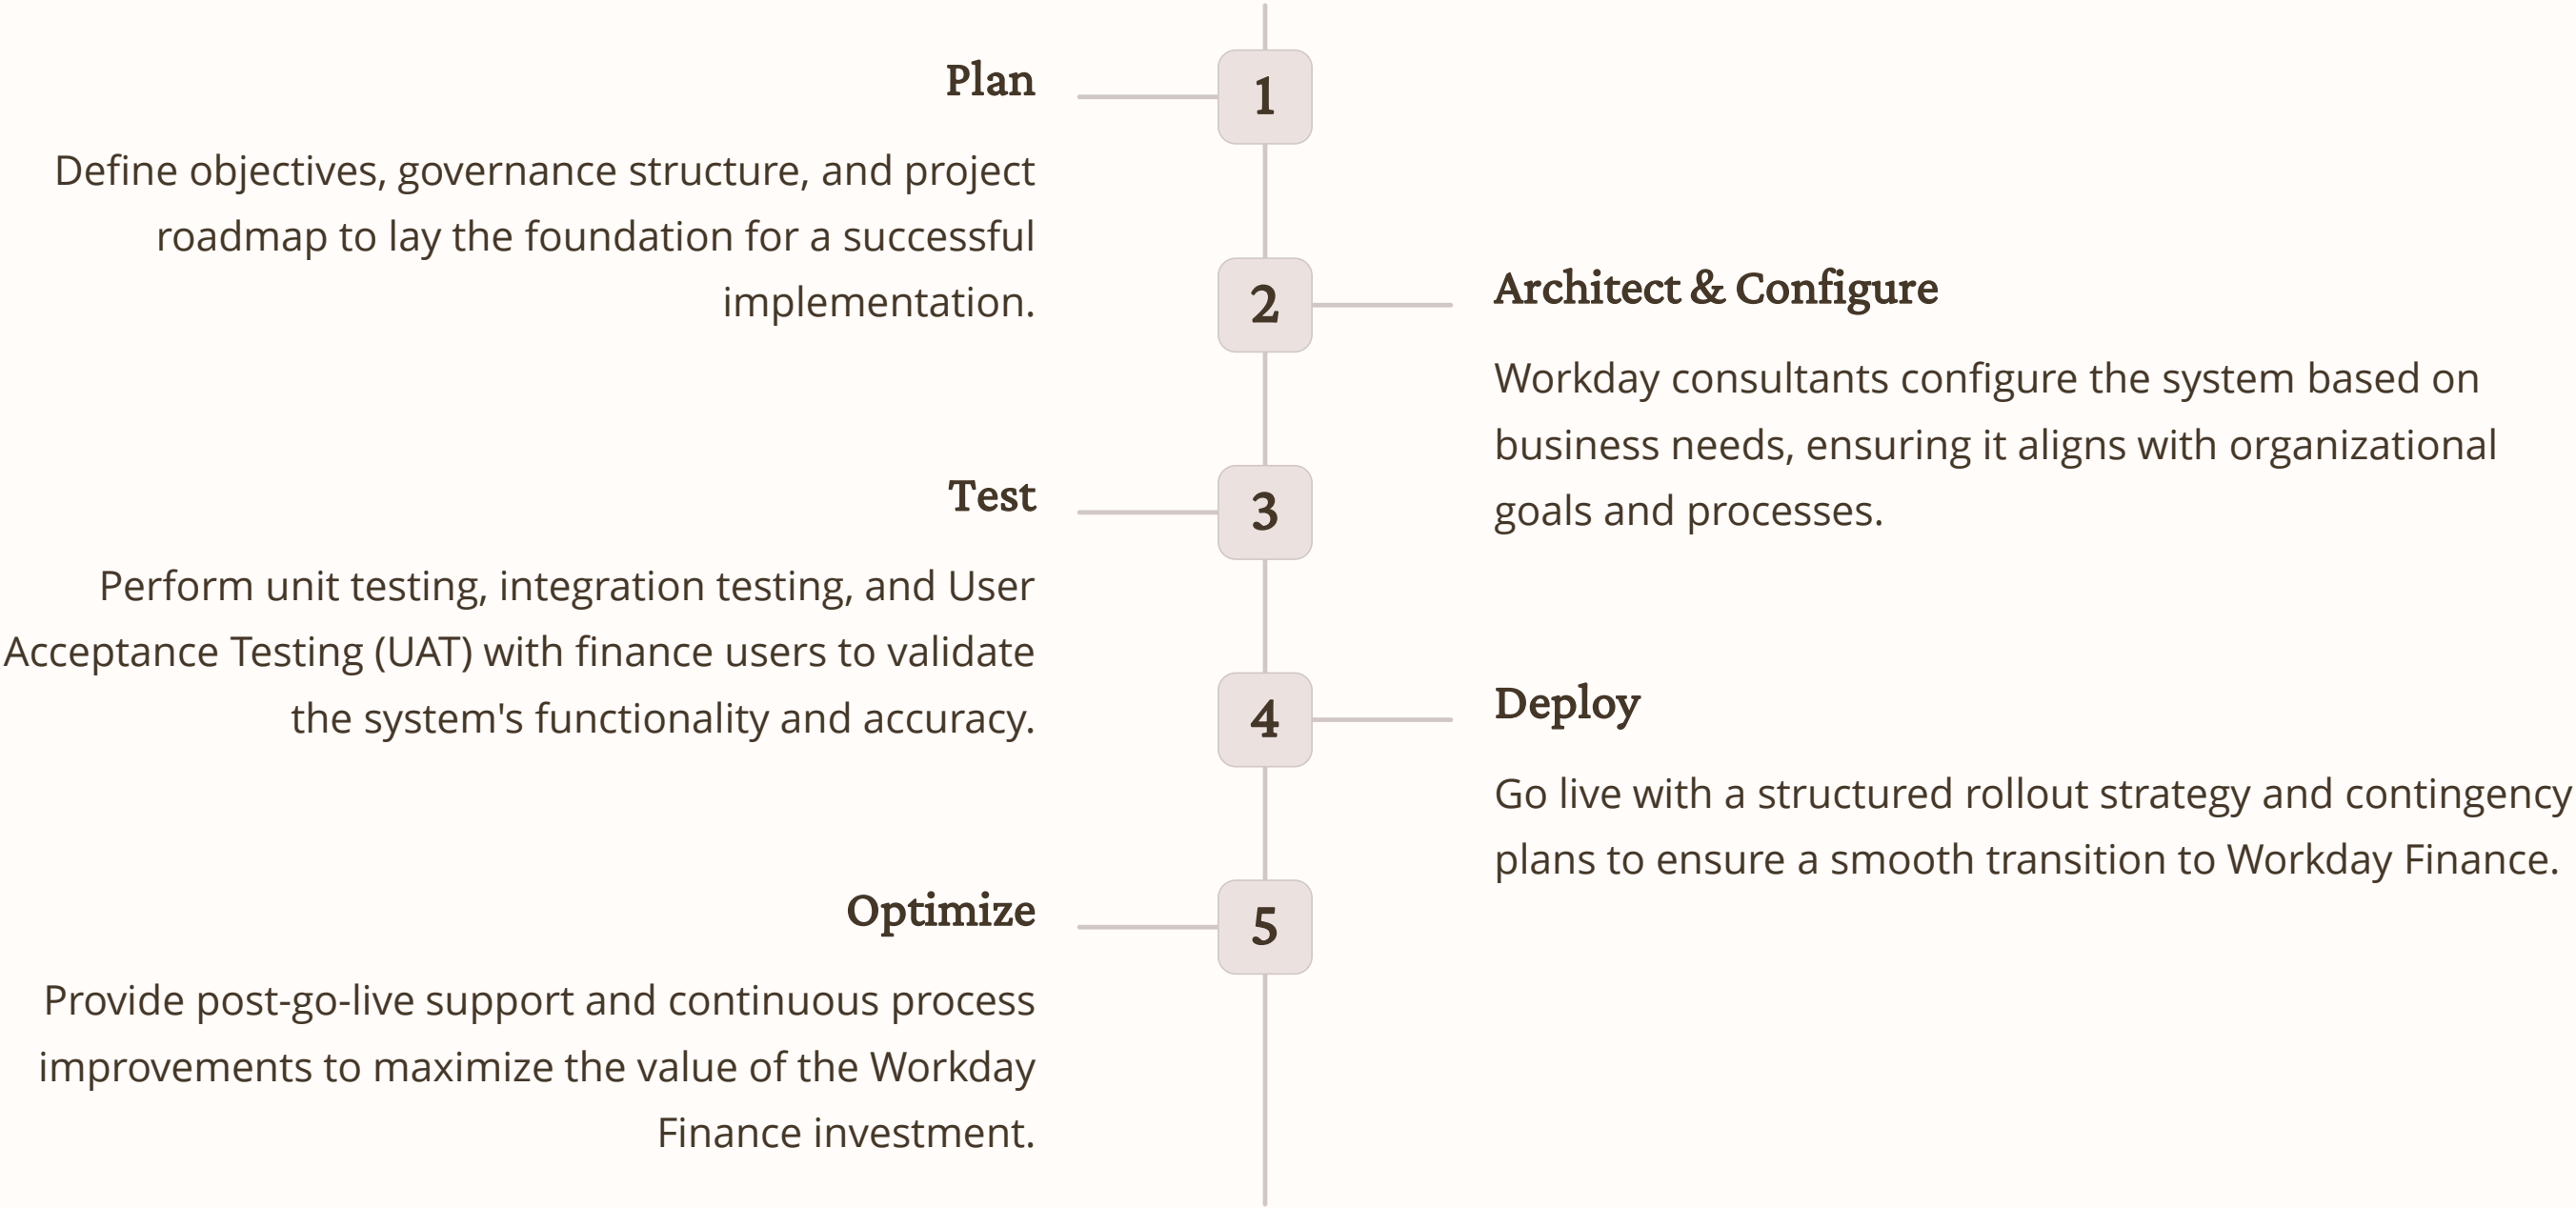 Plan
1
Define objectives, governance structure, and project
roadmap to lay the foundation for a successful
implementation.
2
Architect & Configure
Workday consultants configure the system based on
business needs, ensuring it aligns with organizational
goals and processes.
Test
3
Perform unit testing, integration testing, and User
Acceptance Testing (UAT) with finance users to validate
the system's functionality and accuracy.
4
Deploy
Go live with a structured rollout strategy and contingency
plans to ensure a smooth transition to Workday Finance.
Optimize
5
Provide post-go-live support and continuous process
improvements to maximize the value of the Workday
Finance investment.